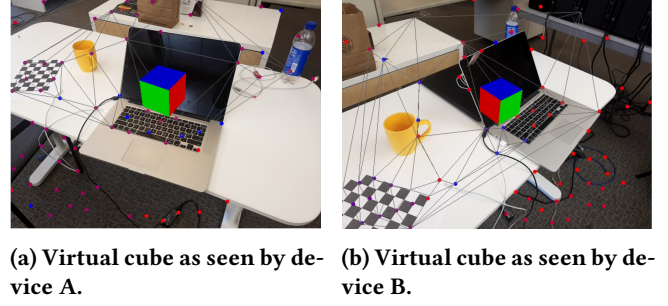 (a) Virtual cube as seen by de-
vice A.
(b) Virtual cube as seen by de-
vice B.